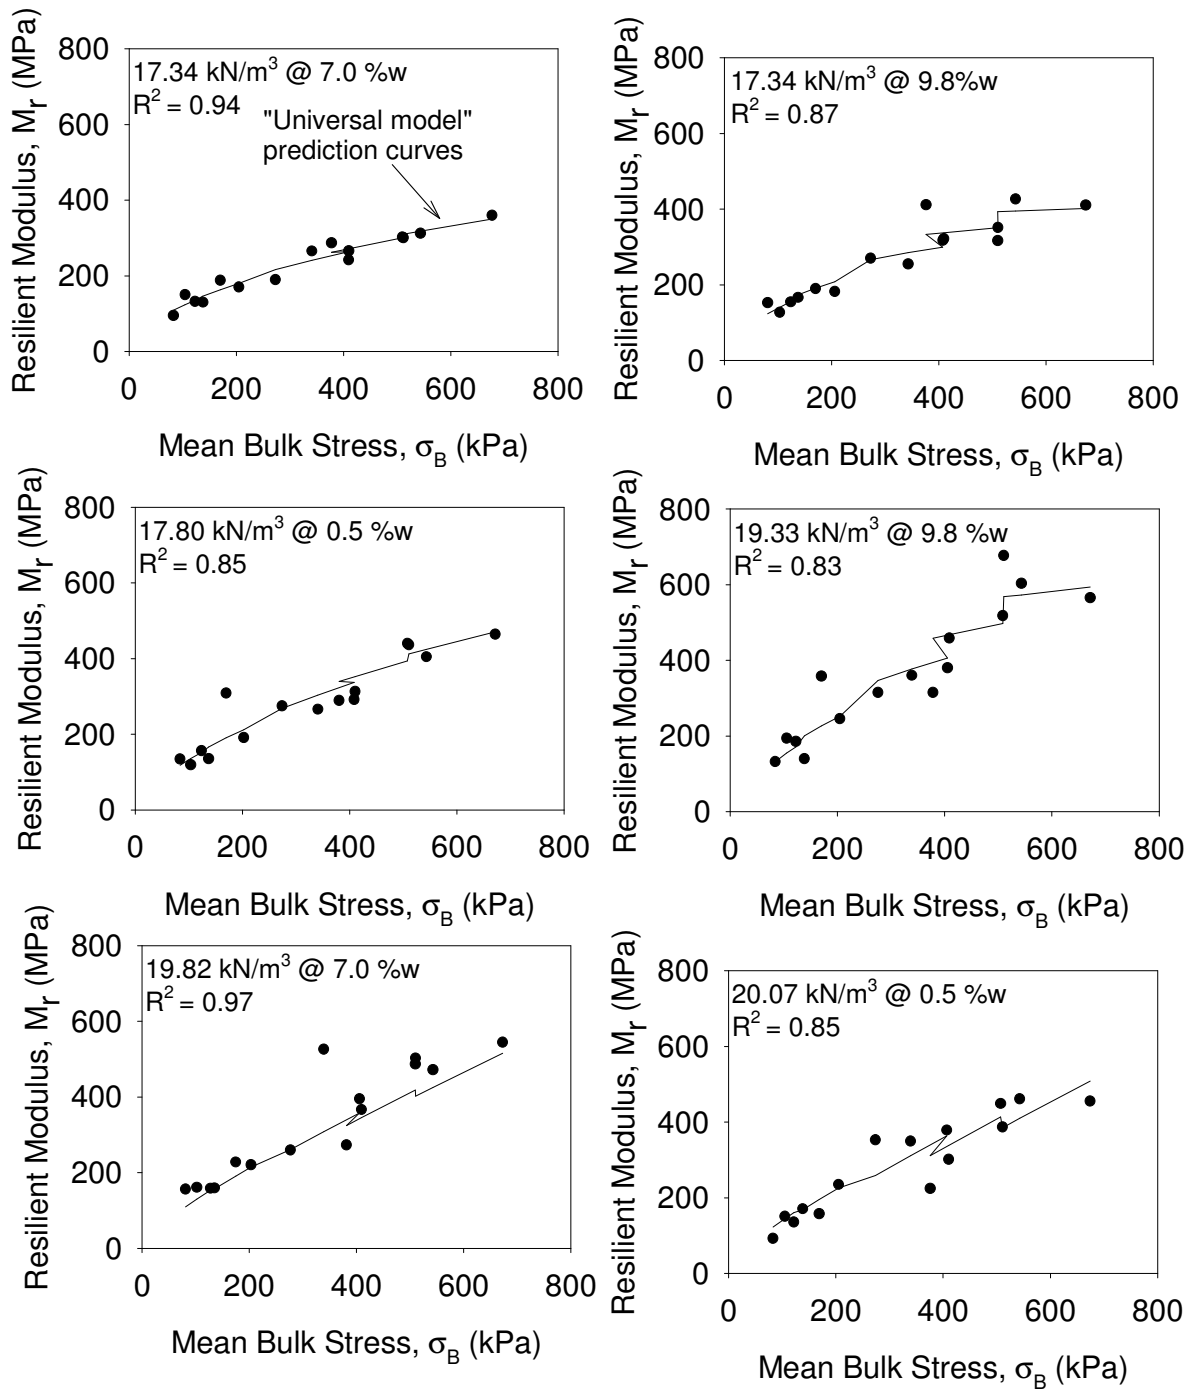 Resilient Modulus, Mr (MPa)
800
600
400
200
0
17.34 kN/m³ @ 7.0 %w
R² = 0.94
"Universal model"
prediction curves
0 200 400 600 800
Mean Bulk Stress, σB (kPa)
Resilient Modulus, Mr (MPa)
800
600
400
200
0
17.34 kN/m³ @ 9.8%w
R² = 0.87
0 200 400 600 800
Mean Bulk Stress, σB (kPa)
Resilient Modulus, Mr (MPa)
800
600
400
200
0
17.80 kN/m³ @ 0.5 %w
R² = 0.85
0 200 400 600 800
Mean Bulk Stress, σB (kPa)
Resilient Modulus, Mr (MPa)
800
600
400
200
0
19.33 kN/m³ @ 9.8 %w
R² = 0.83
0 200 400 600 800
Mean Bulk Stress, σB (kPa)
Resilient Modulus, Mr (MPa)
800
600
400
200
0
19.82 kN/m³ @ 7.0 %w
R² = 0.97
0 200 400 600 800
Mean Bulk Stress, σB (kPa)
Resilient Modulus, Mr (MPa)
800
600
400
200
0
20.07 kN/m³ @ 0.5 %w
R² = 0.85
0 200 400 600 800
Mean Bulk Stress, σB (kPa)